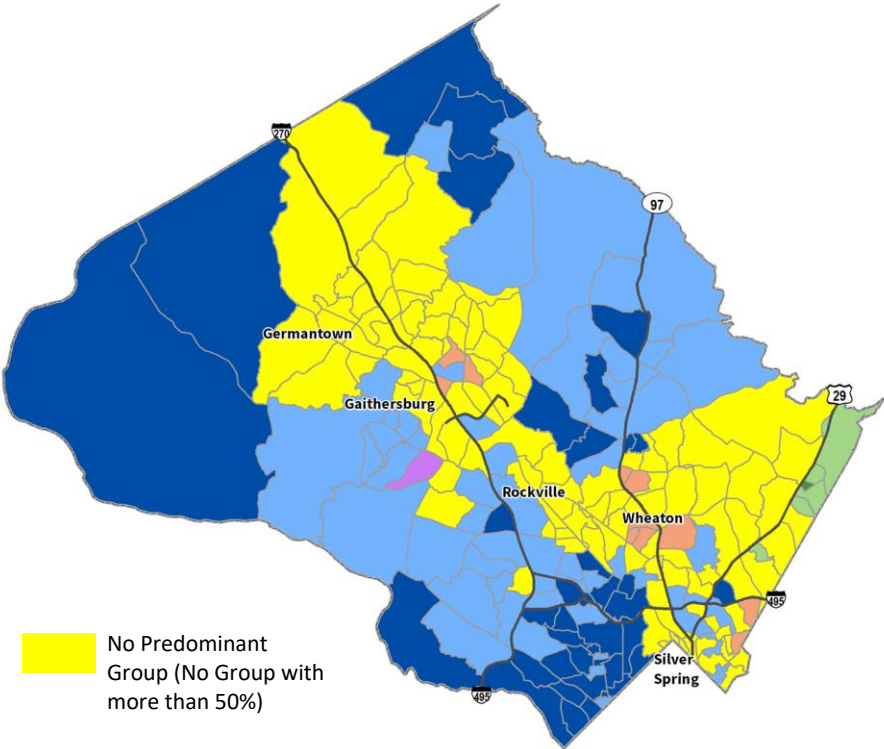 270
97
Germantown
29
Gaithersburg
Rockville
Wheaton
495
No Predominant
Group (No Group with
more than 50%)
Silver
Spring
495